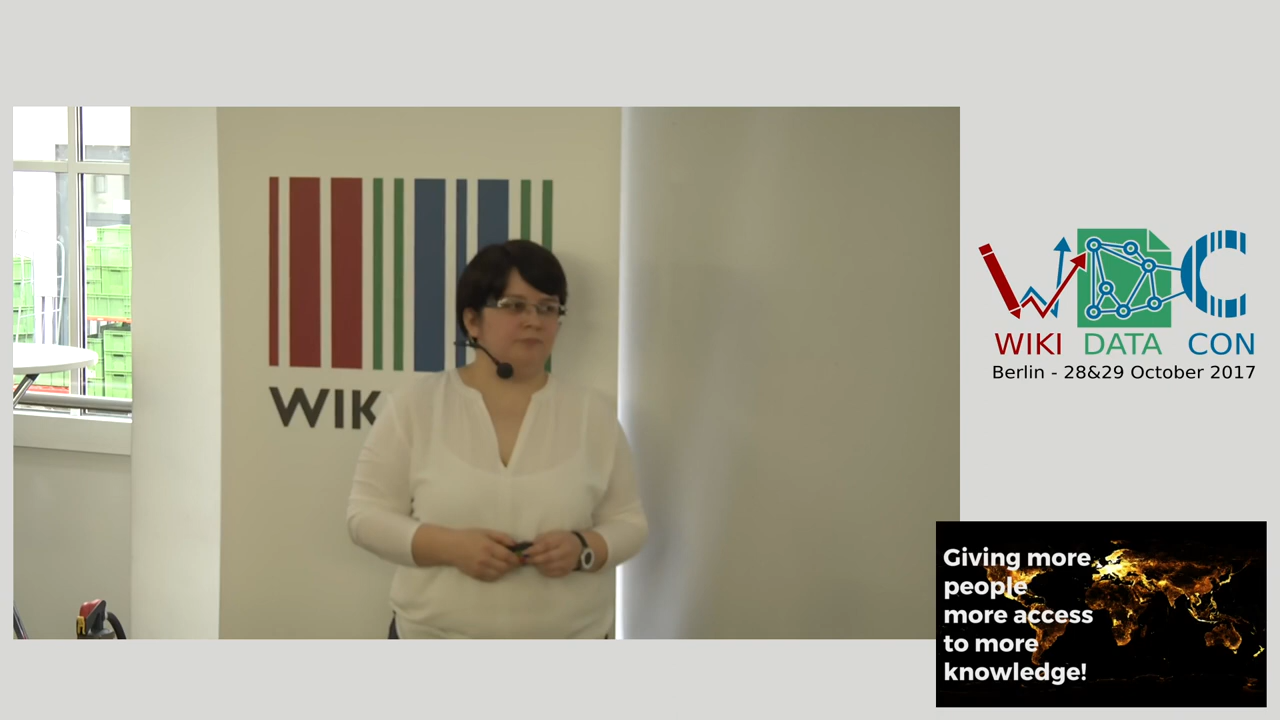 WIK
WIKI DATA CON
Berlin - 28&29 October 2017
Giving more
people
more access
to more
knowledge!